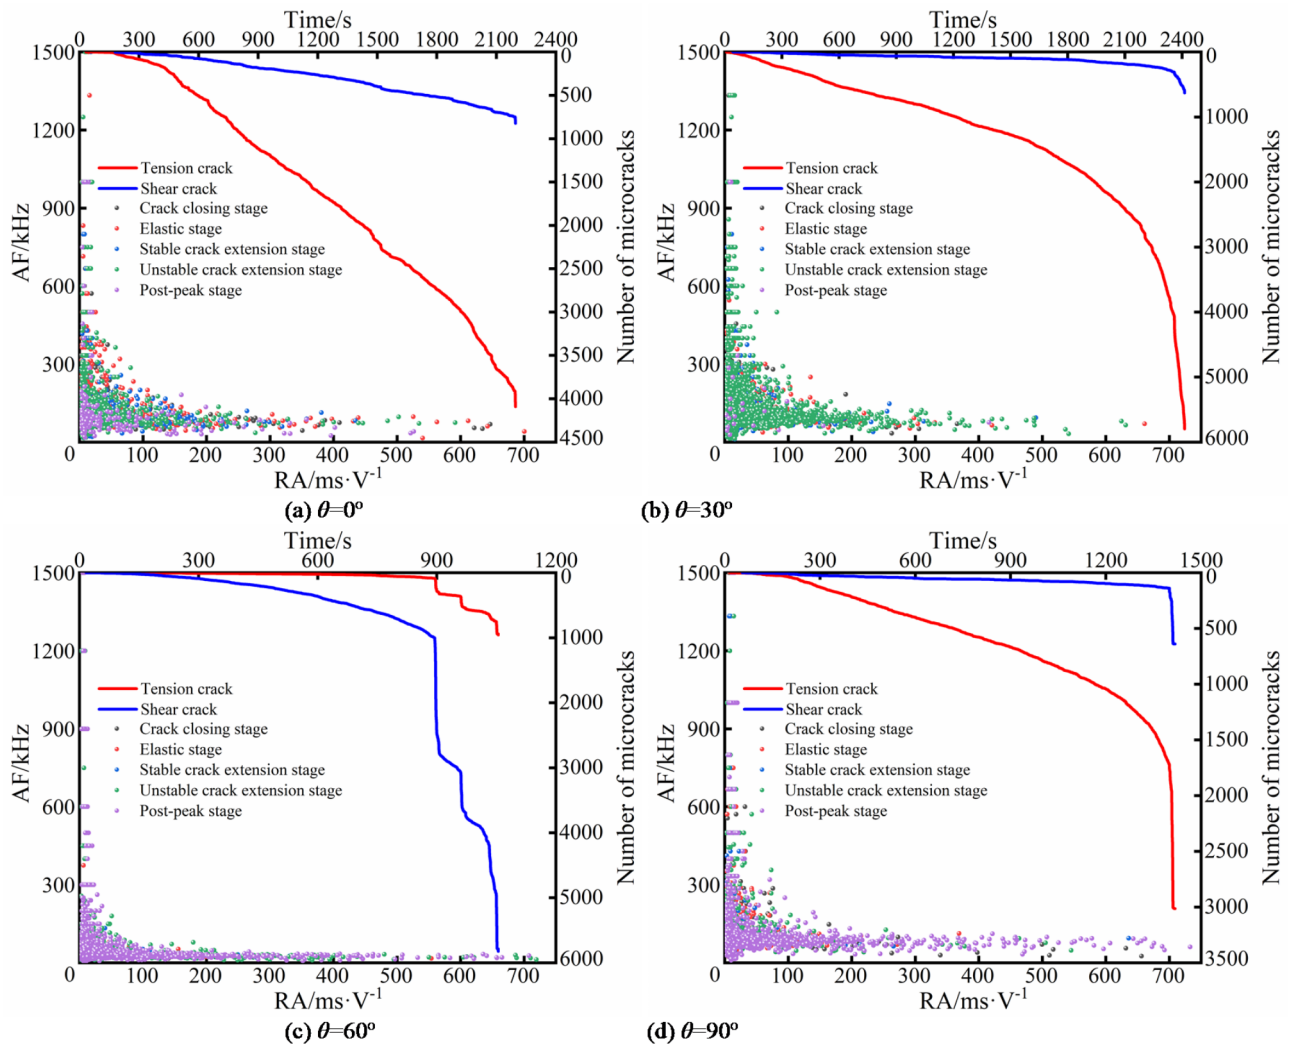 Time/s
0 300 600 900 1200 1500 1800 2100 2400
1500 1200 900 600 300 0
AF/kHz
Tension crack
Shear crack
Crack closing stage
Elastic stage
Stable crack extension stage
Unstable crack extension stage
Post-peak stage
0 500 1000 1500 2000 2500 3000 3500 4000 4500
Number of microcracks
100 200 300 400 500 600 700
RA/ms·V⁻¹
(a) θ=0°
Time/s
0 300 600 900 1200 1500 1800 2100 2400
1500 1200 900 600 300 0
AF/kHz
Tension crack
Shear crack
Crack closing stage
Elastic stage
Stable crack extension stage
Unstable crack extension stage
Post-peak stage
0 1000 2000 3000 4000 5000 6000
Number of microcracks
100 200 300 400 500 600 700
RA/ms·V⁻¹
(b) θ=30°
Time/s
0 300 600 900 1200
1500 1200 900 600 300 0
AF/kHz
Tension crack
Shear crack
Crack closing stage
Elastic stage
Stable crack extension stage
Unstable crack extension stage
Post-peak stage
0 1000 2000 3000 4000 5000 6000
Number of microcracks
100 200 300 400 500 600 700
RA/ms·V⁻¹
(c) θ=60°
Time/s
0 300 600 900 1200 1500
1500 1200 900 600 300 0
AF/kHz
Tension crack
Shear crack
Crack closing stage
Elastic stage
Stable crack extension stage
Unstable crack extension stage
Post-peak stage
0 500 1000 1500 2000 2500 3000 3500
Number of microcracks
100 200 300 400 500 600 700
RA/ms·V⁻¹
(d) θ=90°